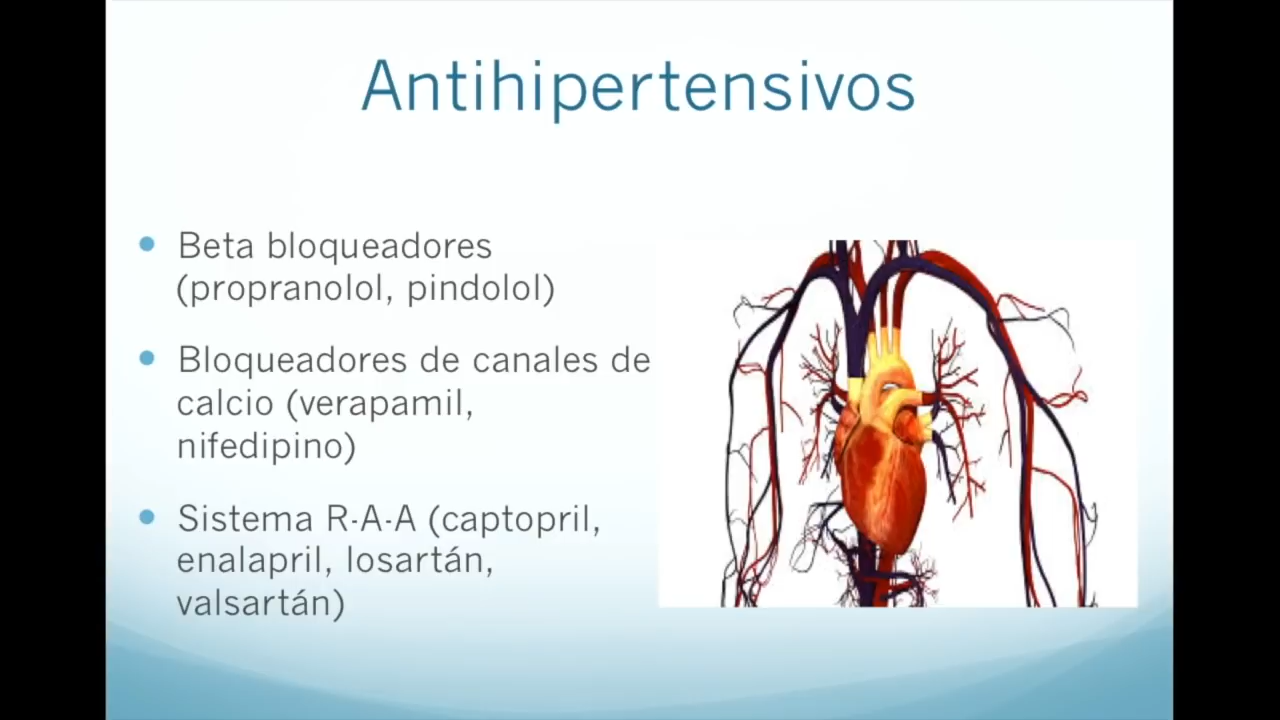 Antihipertensivos
Beta bloqueadores
(propranolol, pindolol)
Bloqueadores de canales de
calcio (verapamil,
nifedipino)
Sistema R-A-A (captopril,
enalapril, losartán,
valsartán)